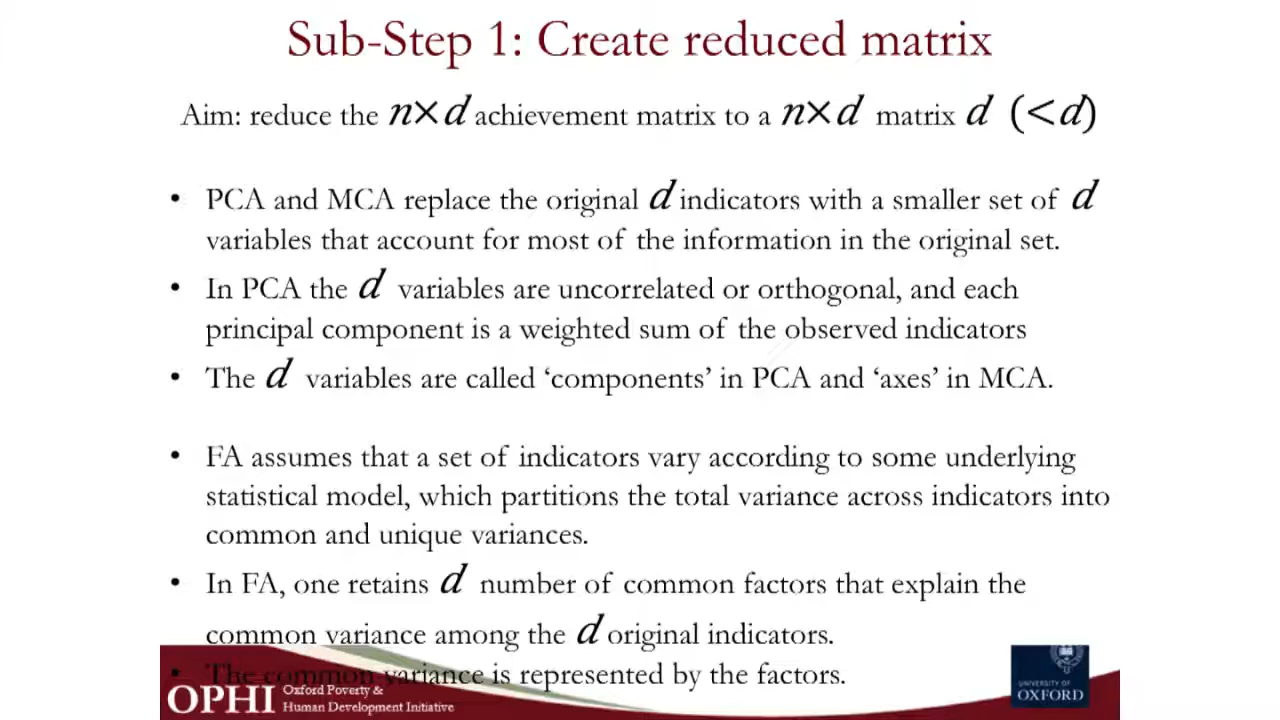 Sub-Step 1: Create reduced matrix
Aim: reduce the n×d achievement matrix to a n×d matrix d (<d)
• PCA and MCA replace the original d indicators with a smaller set of d
variables that account for most of the information in the original set.
• In PCA the d variables are uncorrelated or orthogonal, and each
principal component is a weighted sum of the observed indicators
• The d variables are called ‘components’ in PCA and ‘axes’ in MCA.
• FA assumes that a set of indicators vary according to some underlying
statistical model, which partitions the total variance across indicators into
common and unique variances.
• In FA, one retains d number of common factors that explain the
common variance among the d original indicators.
• The common variance is represented by the factors.
OPHI Oxford Poverty &
Human Development Initiative
UNIVERSITY OF
OXFORD